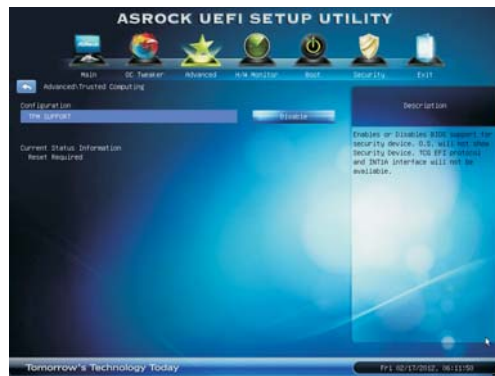 ASROCK UEFI SETUP UTILITY
Main OC Tweaker Advanced H/W Monitor Boot Security Exit
Advanced\Trusted Computing
Configuration
TPM SUPPORT Disable
Current Status Information
Reset Required
Description
Enables or Disables BIOS support for
security device. O.S. will not show
Security Device. TCG EFI protocol
and INT1A interface will not be
available.
Tomorrow's Technology Today
Fri 02/17/2012, 06:11:50